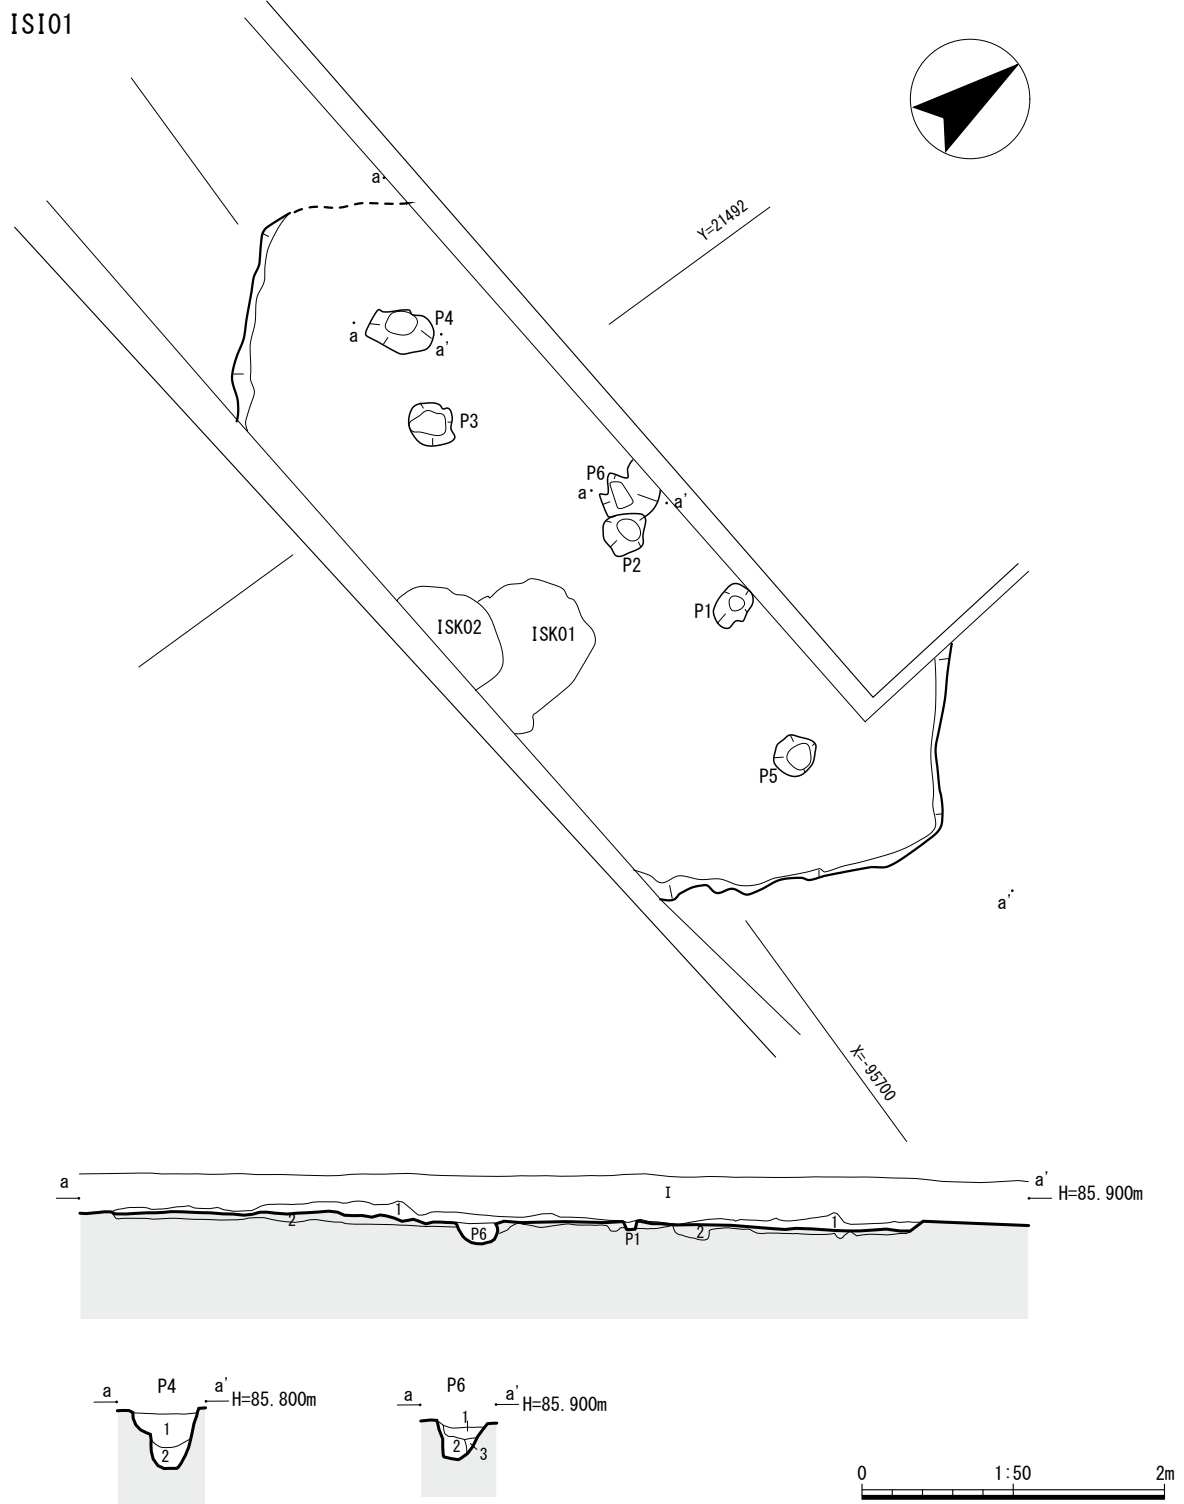 ISI01
a
Y=21492
P4
a
a'
P3
P6
a
a'
P2
P1
ISK02
ISK01
P5
a'
X=-95700
a
a'
I
H=85.900m
1
2
1
P6
P1
2
a
P4
a'
H=85.800m
1
2
a
P6
a'
H=85.900m
1
2
3
0
1:50
2m